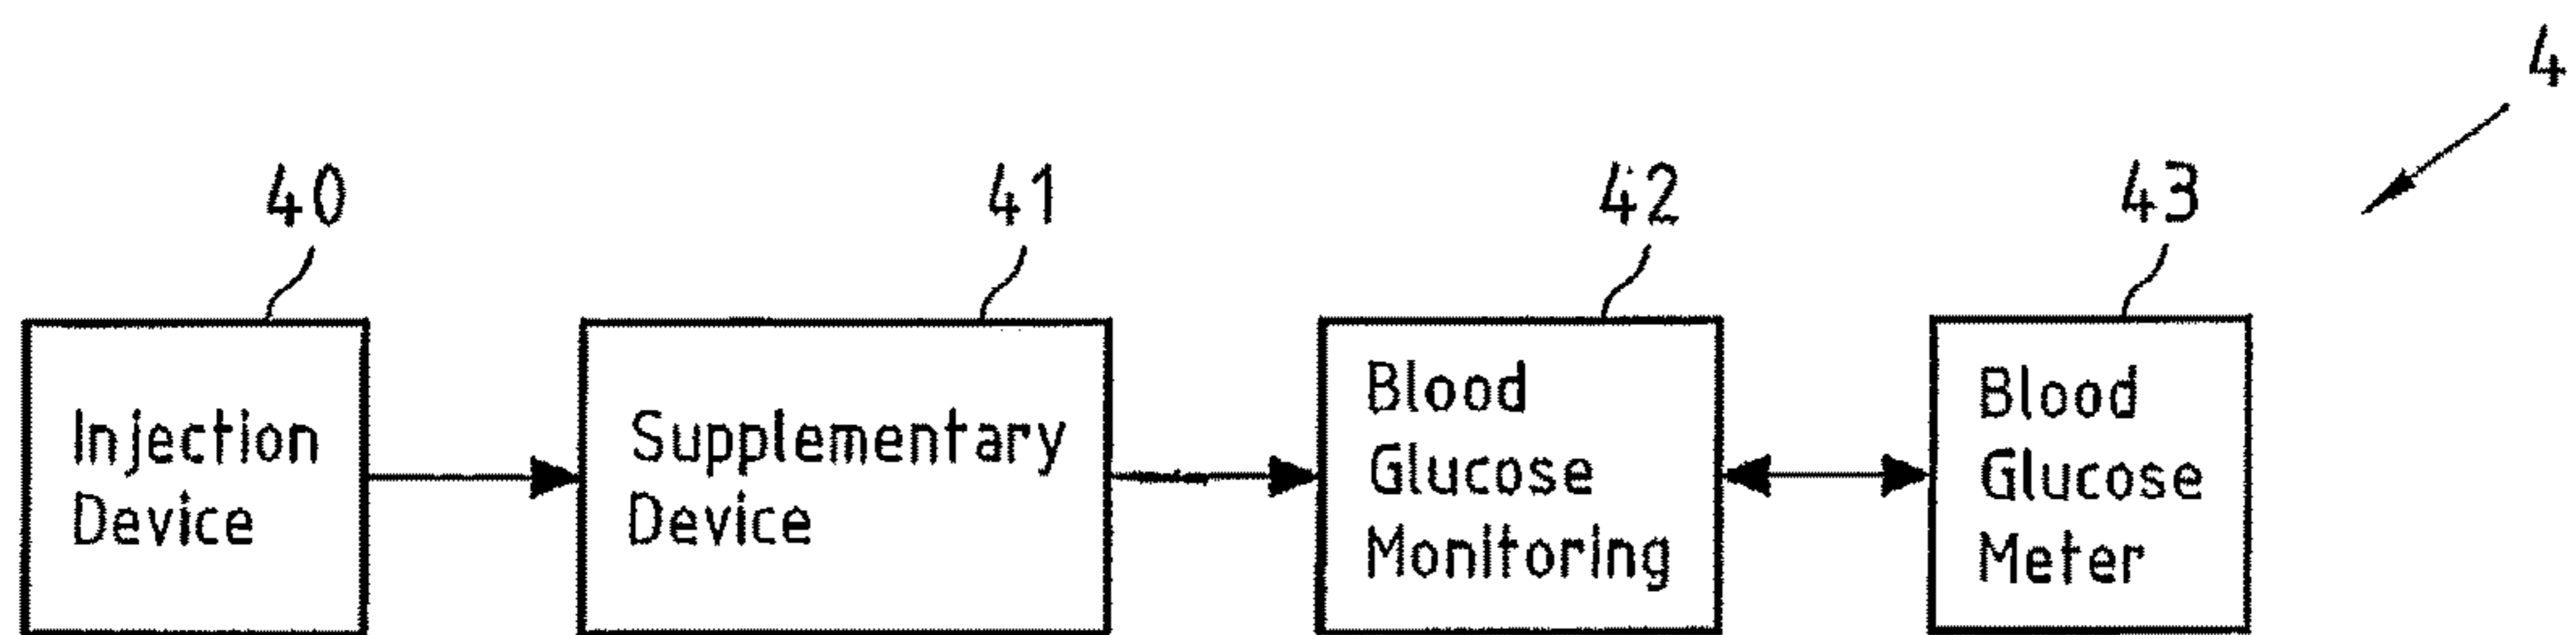 4
40
41
42
43
Injection
Device
Supplementary
Device
Blood
Glucose
Monitoring
Blood
Glucose
Meter